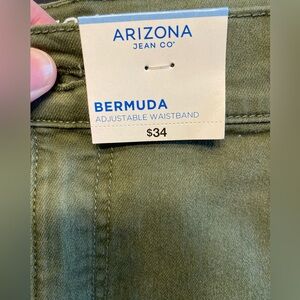 ARIZONA
JEAN CO®
BERMUDA
ADJUSTABLE WAISTBAND
$34